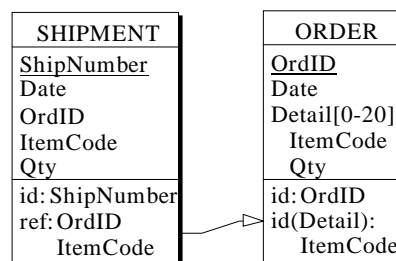 SHIPMENT
ShipNumber
Date
OrdID
ItemCode
Qty
id: ShipNumber
ref: OrdID
ItemCode
ORDER
OrdID
Date
Detail[0-20]
ItemCode
Qty
id: OrdID
id(Detail):
ItemCode